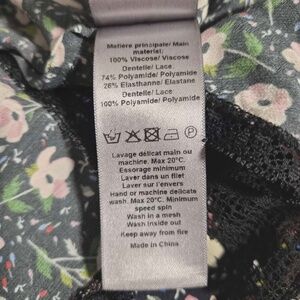 Matière principale/ Main
material:
100% Viscose/ Viscose
Dentelle/ Lace
74% Polyamide/ Polyamide
26% Elasthanne/ Elastane
Dentelle/ Lace
100% Polyamide/ Polyamide
Lavage délicat main ou
machine. Max 20°C.
Essorage minimum
Laver dans un filet
Laver sur l'envers
Hand or machine delicate
wash. Max 20°C. Minimum
speed spin
Wash in a mesh
Wash inside out
Keep away from fire
Made in China